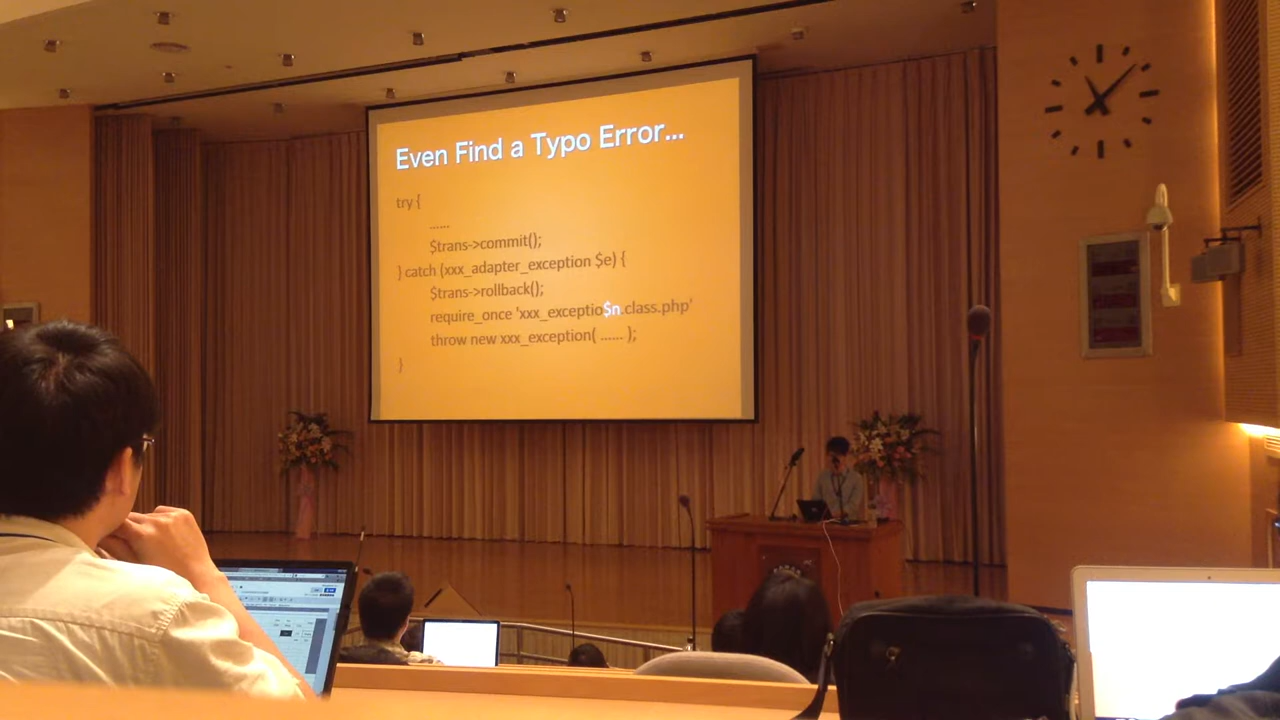 Even Find a Typo Error...
try {
......
$trans->commit();
} catch (xxx_adapter_exception $e) {
$trans->rollback();
require_once 'xxx_exceptio$n.class.php'
throw new xxx_exception( ...... );
}